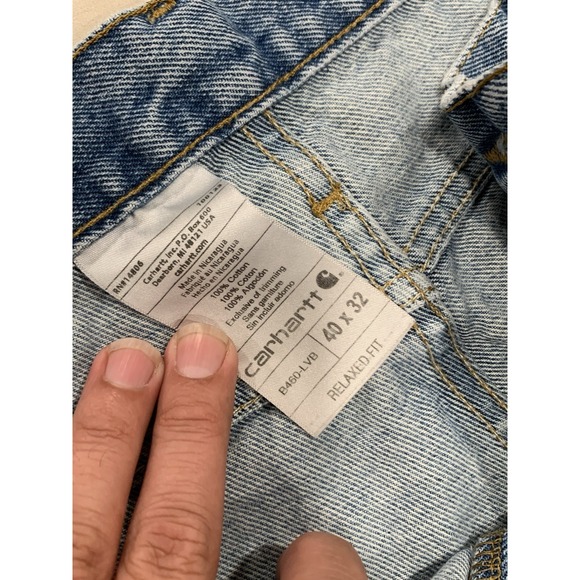 RN#14806
Carhartt, Inc. P.O. Box 600
Dearborn, MI 48121 USA
carhartt.com
Made in Nicaragua
Fabriqué au Nicaragua
Hecho en Nicaragua
100% Cotton
100% Coton
100% Algodón
Exclusive of trimming
Sans garniture
Sin incluir adorno
carhartt
B460-LVB
40 X 32
RELAXED FIT